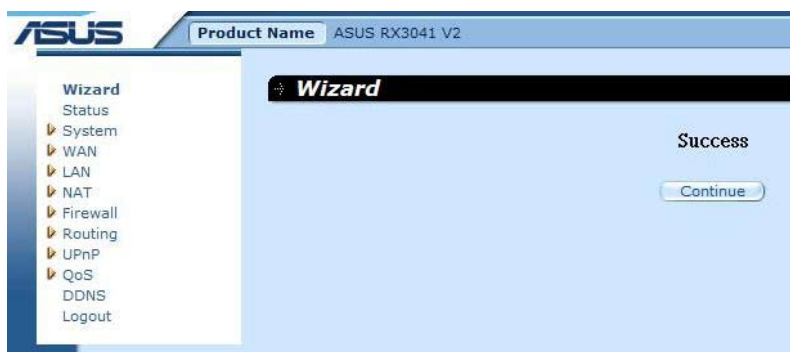 ASUS
Product Name ASUS RX3041 V2
Wizard
Status
System
WAN
LAN
NAT
Firewall
Routing
UPnP
QoS
DDNS
Logout
Wizard
Success
Continue